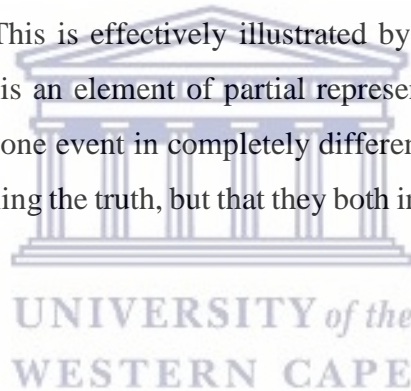 This is effectively illustrated by
is an element of partial represen
one event in completely differen
ling the truth, but that they both in
UNIVERSITY of the
WESTERN CAPE